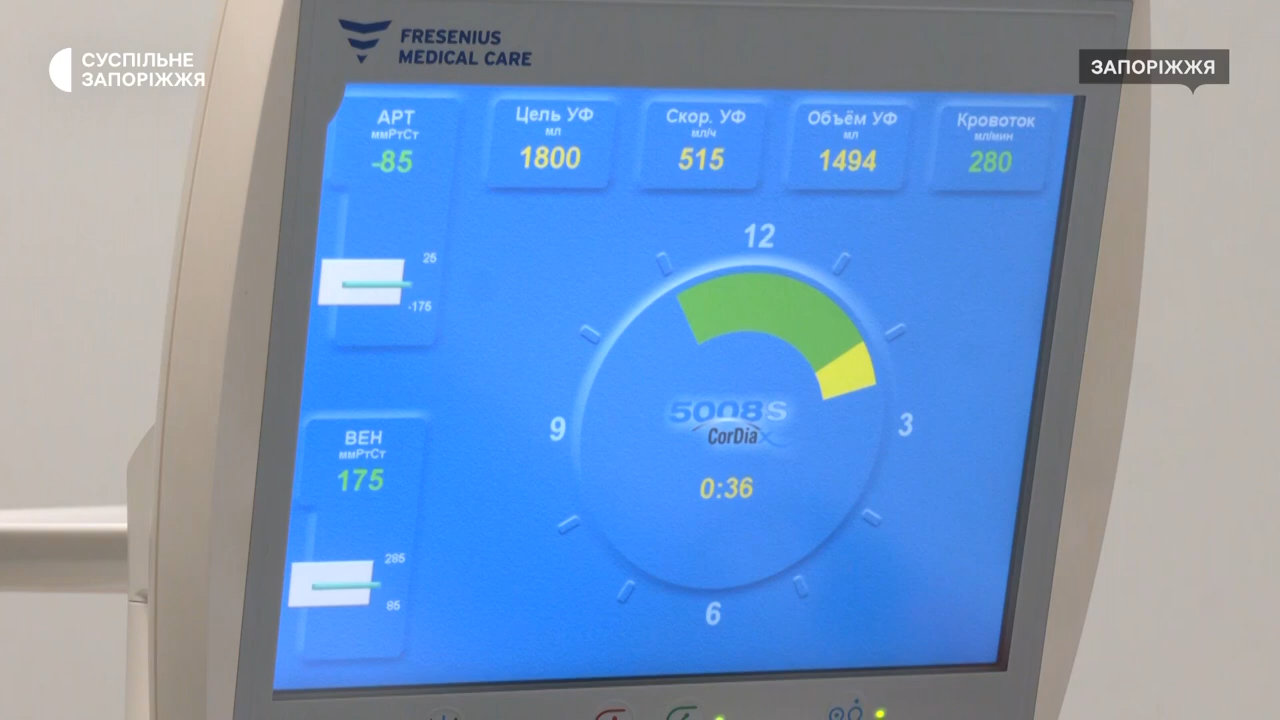 СУСПІЛЬНЕ
ЗАПОРІЖЖЯ
FRESENIUS
MEDICAL CARE
ЗАПОРІЖЖЯ
АРТ
ммРтСт
-85
Цель УФ
мл
1800
Скор. УФ
мл/ч
515
Объём УФ
мл
1494
Кровоток
мл/мин
280
25
-175
12
3
6
9
5008S
CorDiax
0:36
ВЕН
ммРтСт
175
285
85